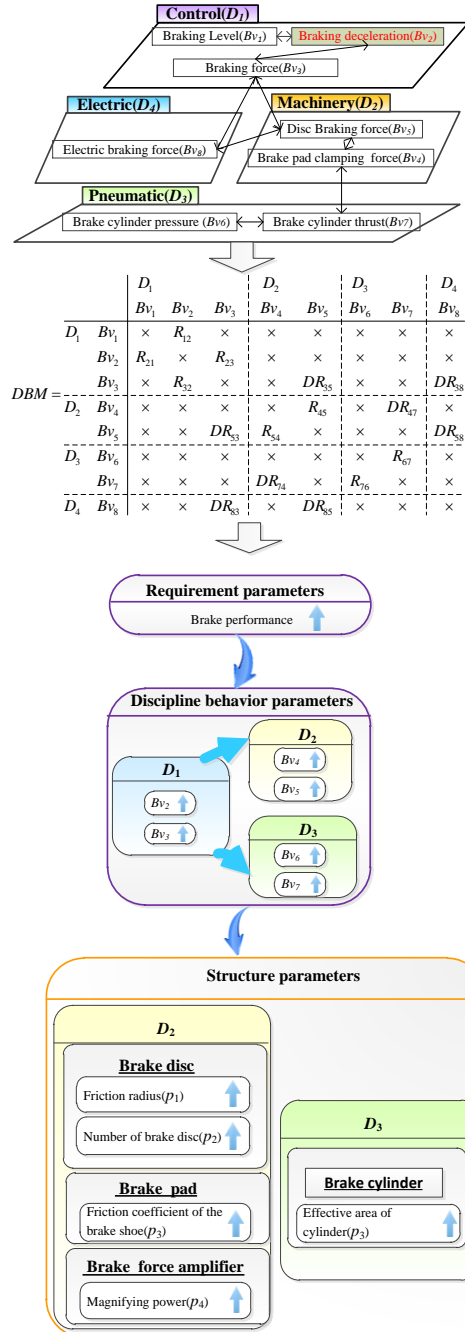 Control(D1)
Braking Level(Bv1) Braking deceleration(Bv2)
Braking force(Bv3)
Electric(D4) Machinery(D2)
Disc Braking force(Bv5)
Electric braking force(Bv8) Brake pad clamping force(Bv4)
Pneumatic(D3)
Brake cylinder pressure (Bv6) Brake cylinder thrust(Bv7)
D1 D2 D3 D4
Bv1 Bv2 Bv3 Bv4 Bv5 Bv6 Bv7 Bv8
D1 Bv1 × R12 × × × × × ×
Bv2 R21 × R23 × × × × ×
Bv3 × R32 × × DR35 × × DR38
DBM =
D2 Bv4 × × × × R45 × DR47 ×
Bv5 × × DR53 R54 × × × DR58
D3 Bv6 × × × × × × R67 ×
Bv7 × × × DR74 × R76 × ×
D4 Bv8 × × DR83 × DR85 × × ×
Requirement parameters
Brake performance
Discipline behavior parameters
D2
Bv4
D1
Bv5
Bv2
D3
Bv3
Bv6
Bv7
Structure parameters
D2
Brake disc
Friction radius(p1)
Number of brake disc(p2)
D3
Brake pad
Friction coefficient of the
brake shoe(p3)
Brake cylinder
Effective area of
cylinder(p3)
Brake force amplifier
Magnifying power(p4)